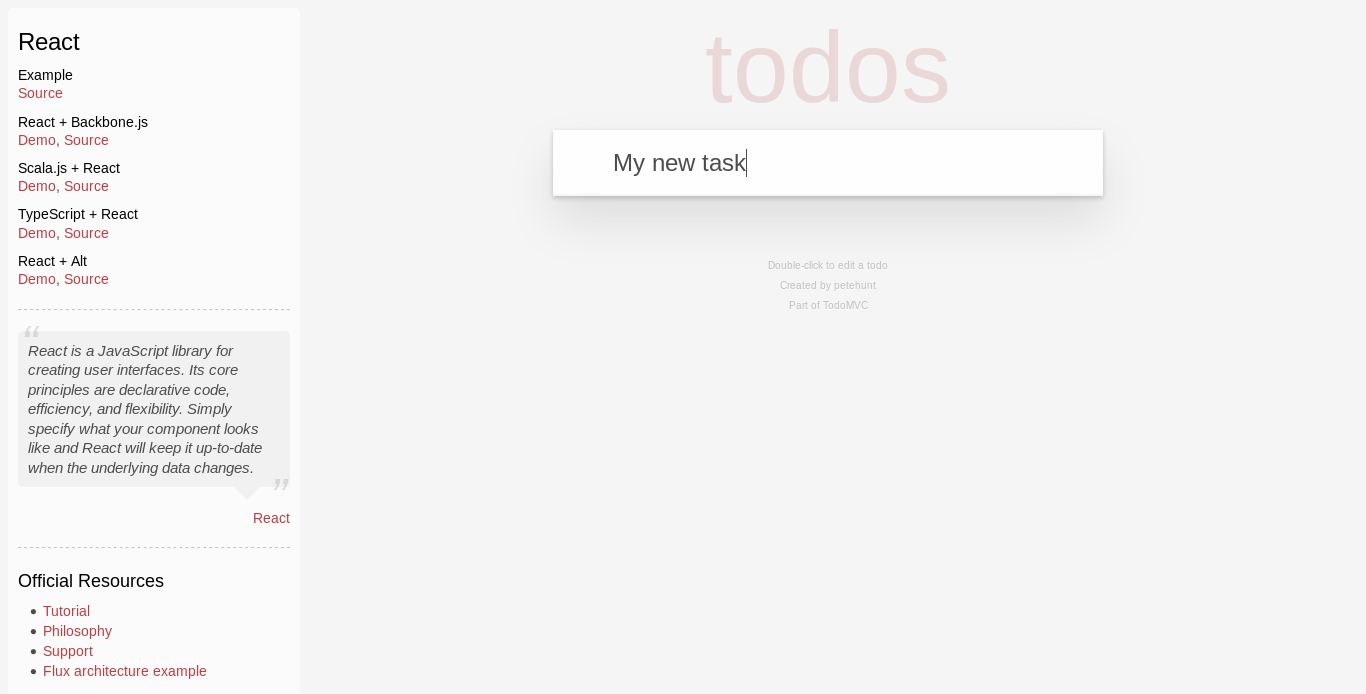 React
Example
Source
React + Backbone.js
Demo, Source
Scala.js + React
Demo, Source
TypeScript + React
Demo, Source
React + Alt
Demo, Source
“
React is a JavaScript library for
creating user interfaces. Its core
principles are declarative code,
efficiency, and flexibility. Simply
specify what your component looks
like and React will keep it up-to-date
when the underlying data changes.
”
React
Official Resources
• Tutorial
• Philosophy
• Support
• Flux architecture example
todos
My new task
Double-click to edit a todo
Created by petehunt
Part of TodoMVC